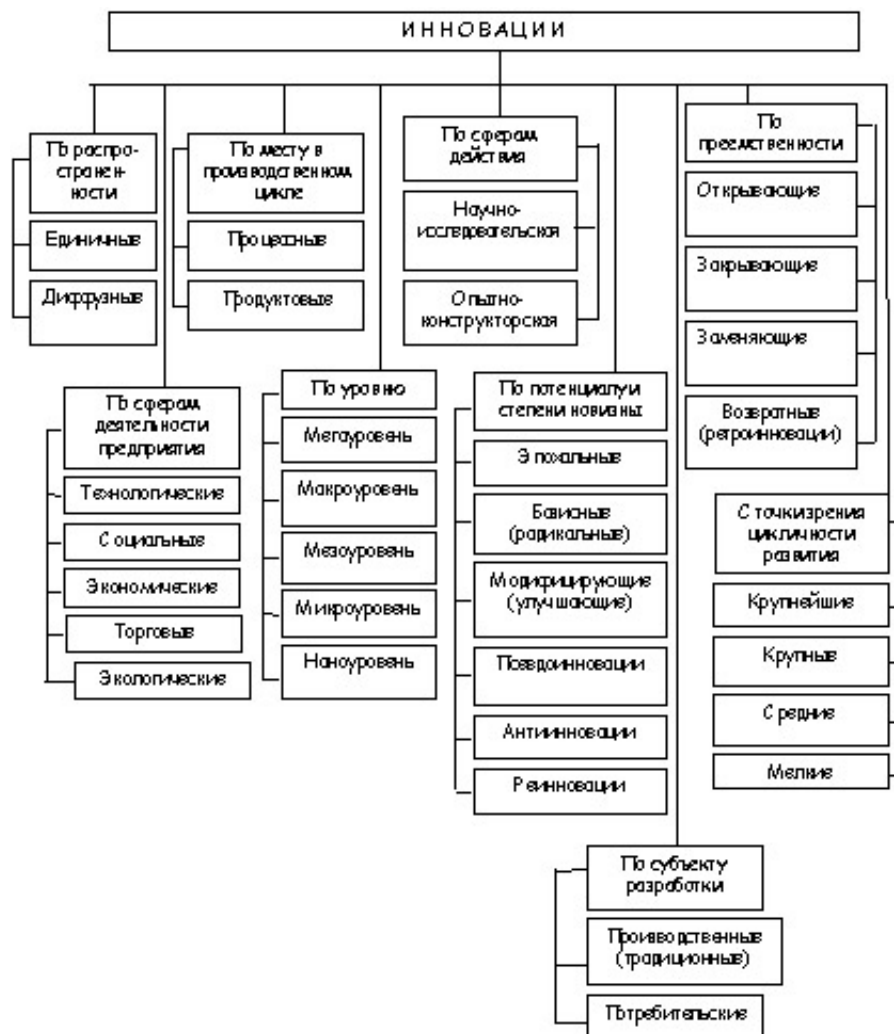 ИННОВАЦИИ
По распро-
странен-
ности
Единичные
Диффузные
По месту в
производственном
цикле
Процессные
Продуктовые
По сферам
действия
Научно-
исследовательская
Опытно-
конструкторская
По
преемственности
Открывающие
Закрывающие
Заменяющие
Возвратные
(ретроинновации)
По сферам
деятельности
предприятия
Технологические
Социальные
Экономические
Торговые
Экологические
По уровню
Мегауровень
Макроуровень
Мезоуровень
Микроуровень
Наноуровень
По потенциалу и
степени новизны
Эпохальные
Базисные
(радикальные)
Модифицирующие
(улучшающие)
Псевдоинновации
Антиинновации
Реинновации
С точки зрения
цикличности
развития
Крупнейшие
Крупные
Средние
Мелкие
По субъекту
разработки
Производственные
(традиционные)
Потребительские